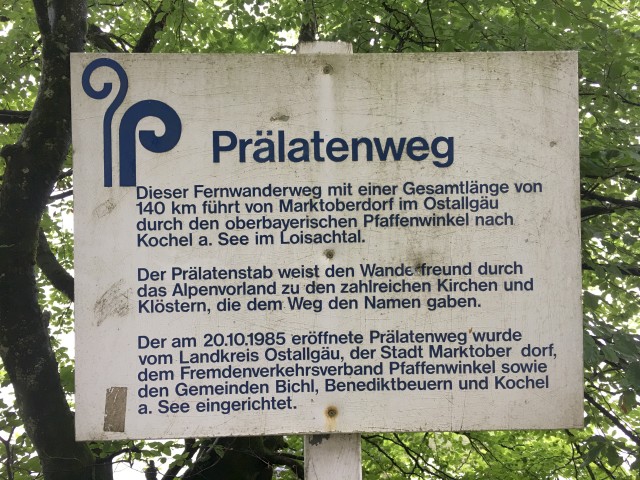 Prälatenweg
Dieser Fernwanderweg mit einer Gesamtlänge von
140 km führt von Marktoberdorf im Ostallgäu
durch den oberbayerischen Pfaffenwinkel nach
Kochel a. See im Loisachtal.
Der Prälatenstab weist den Wanderfreund durch
das Alpenvorland zu den zahlreichen Kirchen und
Klöstern, die dem Weg den Namen gaben.
Der am 20.10.1985 eröffnete Prälatenweg wurde
vom Landkreis Ostallgäu, der Stadt Marktober dorf,
dem Fremdenverkehrsverband Pfaffenwinkel sowie
den Gemeinden Bichl, Benediktbeuern und Kochel
a. See eingerichtet.